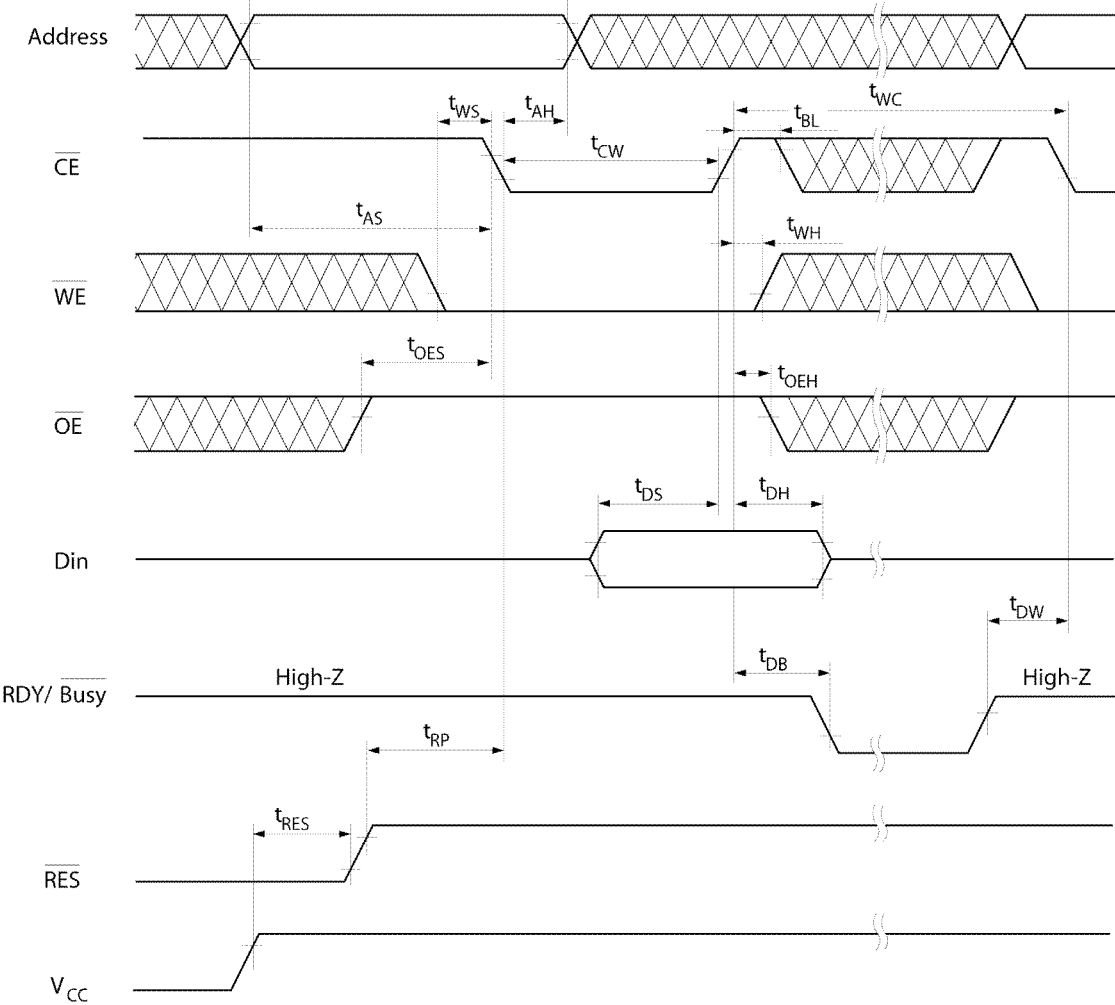 Address
tWC
tWS
tAH
tBL
tCW
CE
tAS
tWH
WE
tOES
tOEH
OE
tDS
tDH
Din
tDW
tDB
High-Z
High-Z
RDY/ Busy
tRP
tRES
RES
VCC